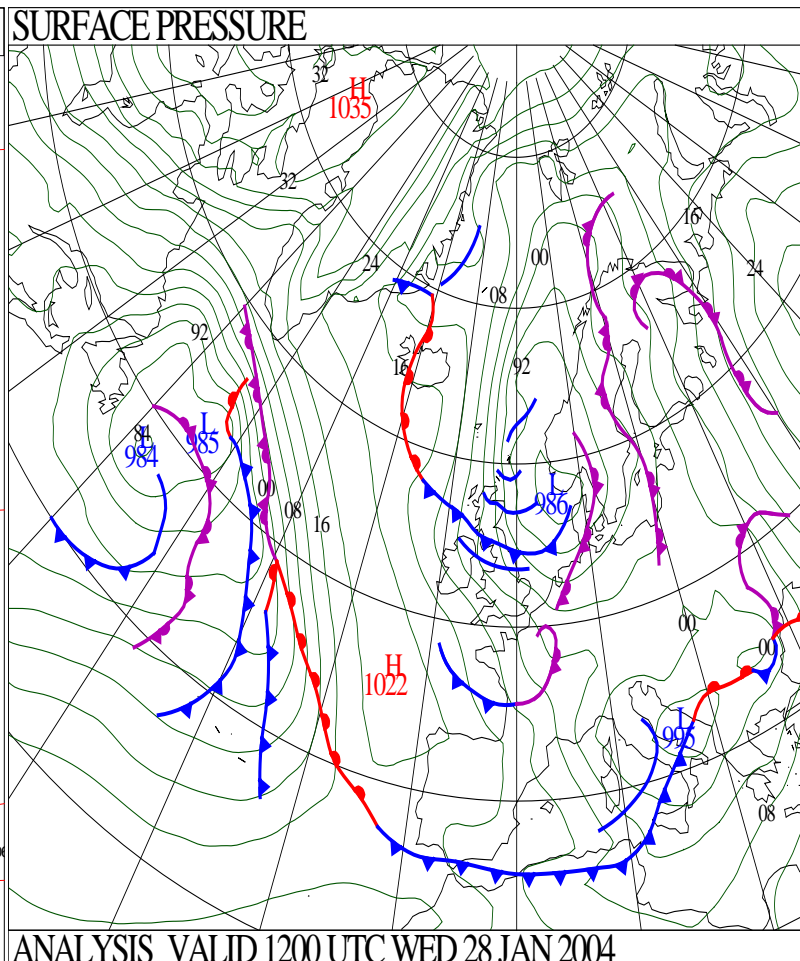 SURFACE PRESSURE
32
H
1035
32
16
24
00
24
08
92
16
92
84
L
984
L
985
00
08
16
L
986
00
00
H
1022
L
995
08
ANALYSIS VALID 1200 UTC WED 28 JAN 2004